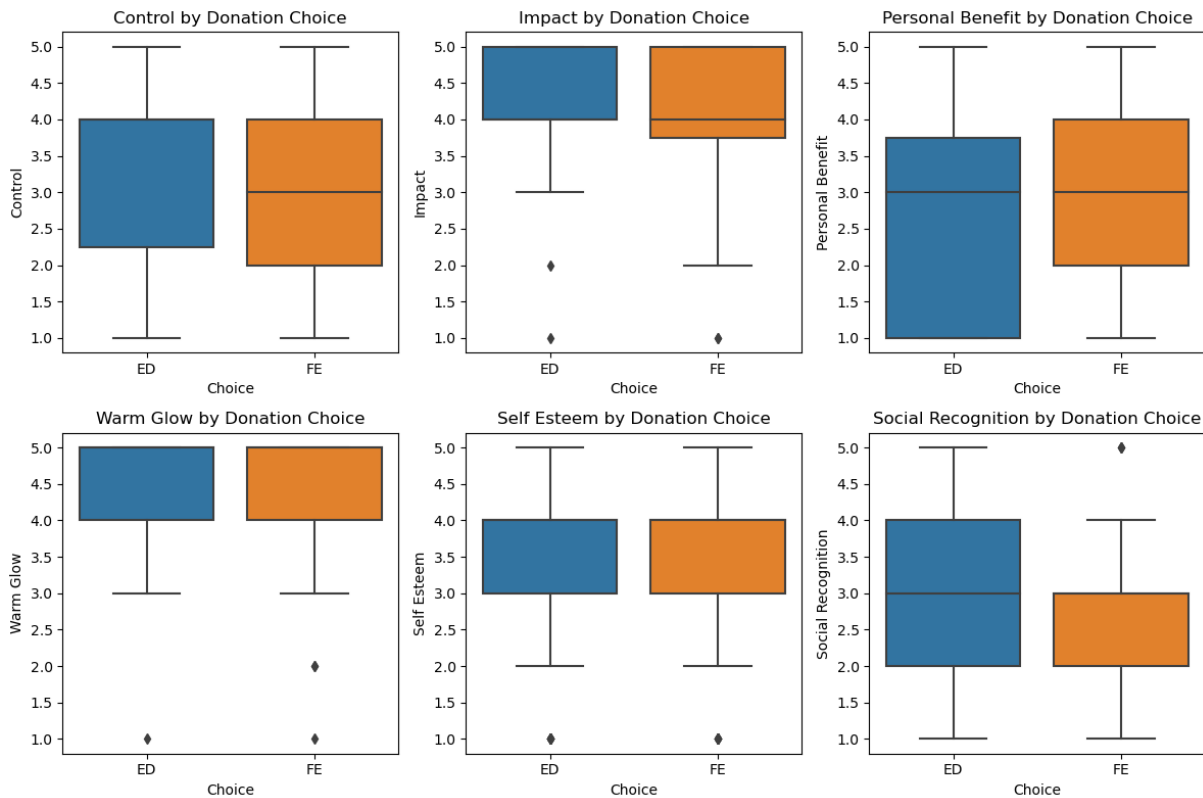 Control by Donation Choice
5.0
4.5
4.0
3.5
3.0
2.5
2.0
1.5
1.0
Control
ED
FE
Choice
Impact by Donation Choice
5.0
4.5
4.0
3.5
3.0
2.5
2.0
1.5
1.0
Impact
ED
FE
Choice
Personal Benefit by Donation Choice
5.0
4.5
4.0
3.5
3.0
2.5
2.0
1.5
1.0
Personal Benefit
ED
FE
Choice
Warm Glow by Donation Choice
5.0
4.5
4.0
3.5
3.0
2.5
2.0
1.5
1.0
Warm Glow
ED
FE
Choice
Self Esteem by Donation Choice
5.0
4.5
4.0
3.5
3.0
2.5
2.0
1.5
1.0
Self Esteem
ED
FE
Choice
Social Recognition by Donation Choice
5.0
4.5
4.0
3.5
3.0
2.5
2.0
1.5
1.0
Social Recognition
ED
FE
Choice